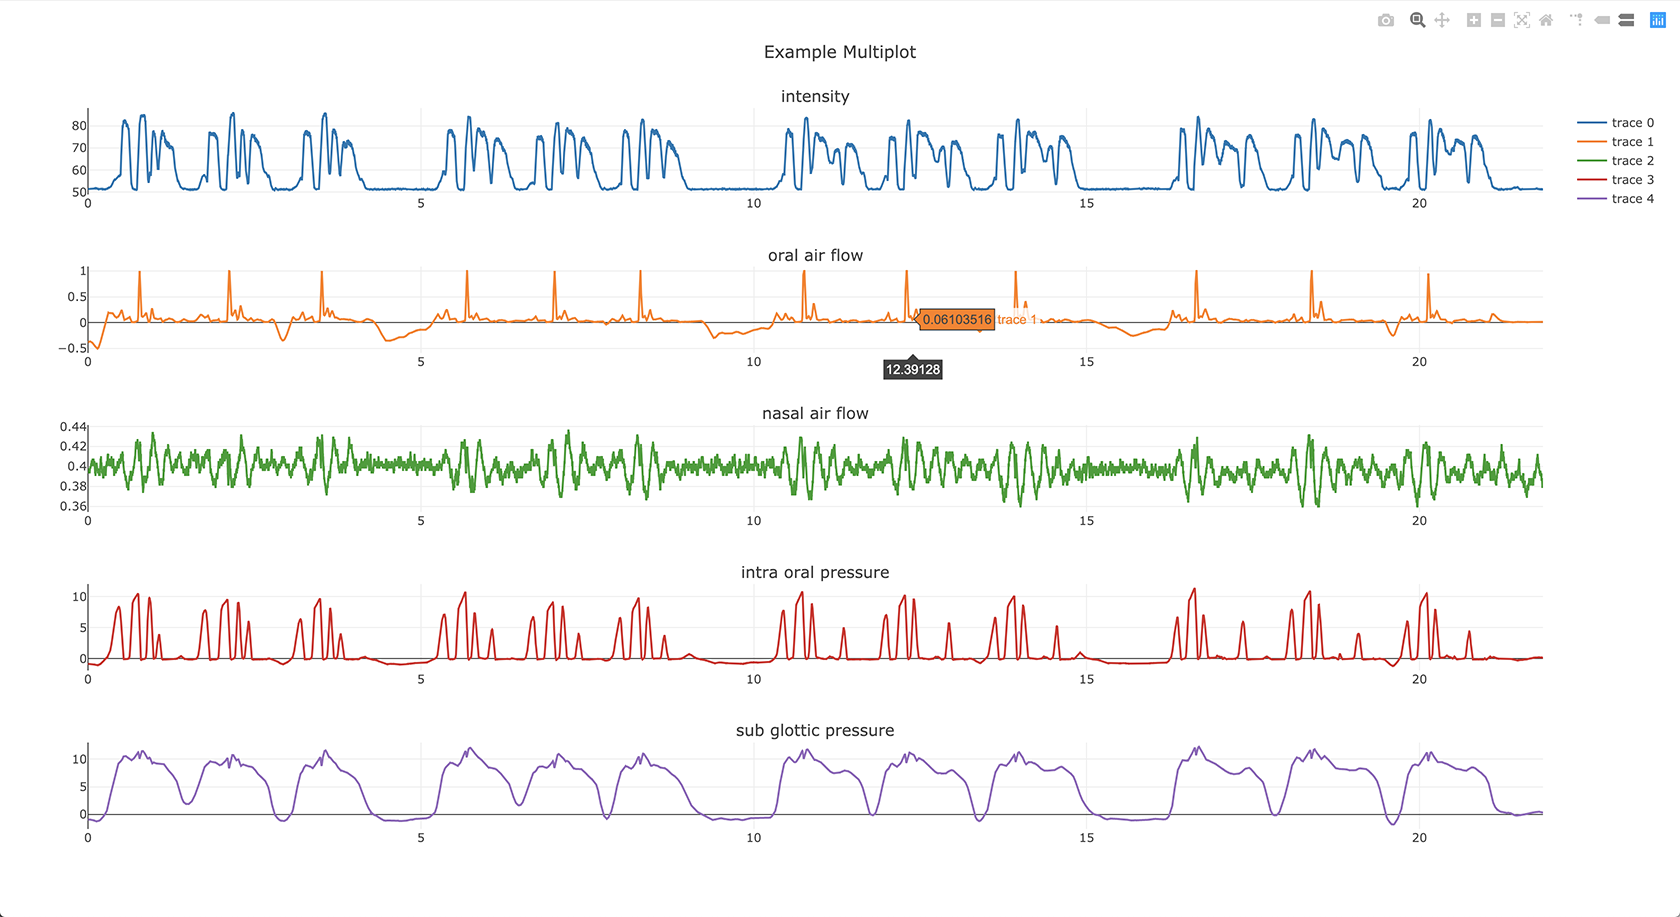 Example Multiplot
intensity
80
70
60
50
0 5 10 15 20
trace 0
trace 1
trace 2
trace 3
trace 4
oral air flow
1
0.5
0
−0.5
0 5 10 15 20
0.06103516 trace 1
12.39128
nasal air flow
0.44
0.42
0.4
0.38
0.36
0 5 10 15 20
intra oral pressure
10
5
0
0 5 10 15 20
sub glottic pressure
10
5
0
0 5 10 15 20